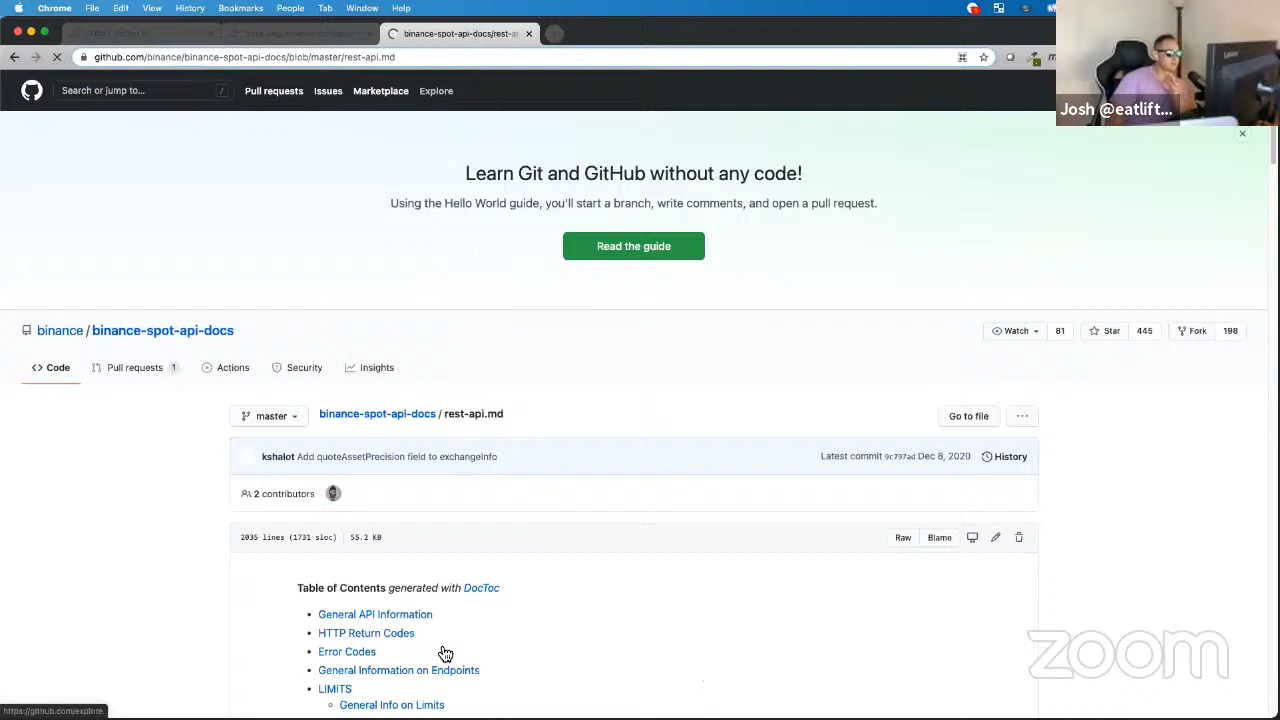 Chrome File Edit View History Bookmarks People Tab Window Help
binance-spot-api-docs/rest-a
github.com/binance/binance-spot-api-docs/blob/master/rest-api.md
Search or jump to... / Pull requests Issues Marketplace Explore
Josh @eatlift...
Learn Git and GitHub without any code!
Using the Hello World guide, you'll start a branch, write comments, and open a pull request.
Read the guide
binance / binance-spot-api-docs
Watch 81 Star 445 Fork 198
Code Pull requests 1 Actions Security Insights
master binance-spot-api-docs / rest-api.md Go to file ...
kshalot Add quoteAssetPrecision field to exchangeInfo Latest commit 9c797ad Dec 8, 2020 History
2 contributors
2035 lines (1731 sloc) 55.2 KB Raw Blame
Table of Contents generated with DocToc
General API Information
HTTP Return Codes
Error Codes
General Information on Endpoints
LIMITS
General Info on Limits
zoom
https://github.com/explore